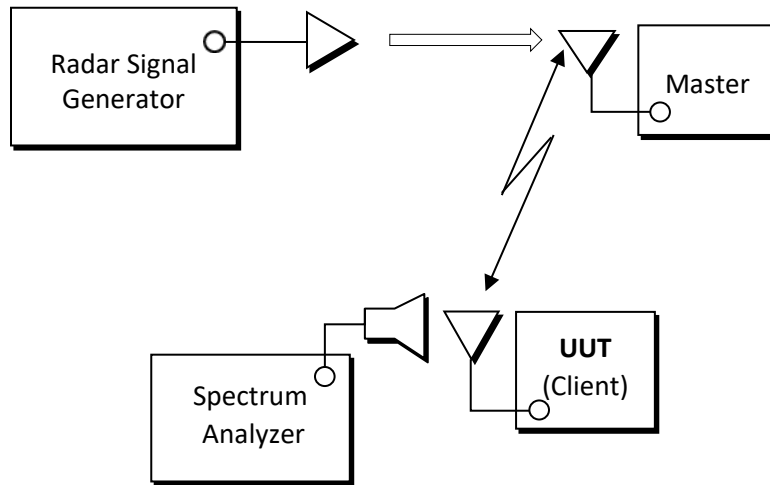 Radar Signal
Generator
Master
UUT
(Client)
Spectrum
Analyzer